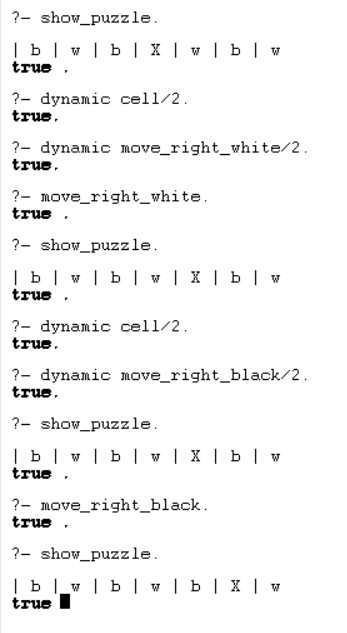 ?- show_puzzle.
| b | w | b | X | w | b | w
true .
?- dynamic cell/2.
true.
?- dynamic move_right_white/2.
true.
?- move_right_white.
true .
?- show_puzzle.
| b | w | b | w | X | b | w
true .
?- dynamic cell/2.
true.
?- dynamic move_right_black/2.
true.
?- show_puzzle.
| b | w | b | w | X | b | w
true .
?- move_right_black.
true .
?- show_puzzle.
| b | w | b | w | b | X | w
true